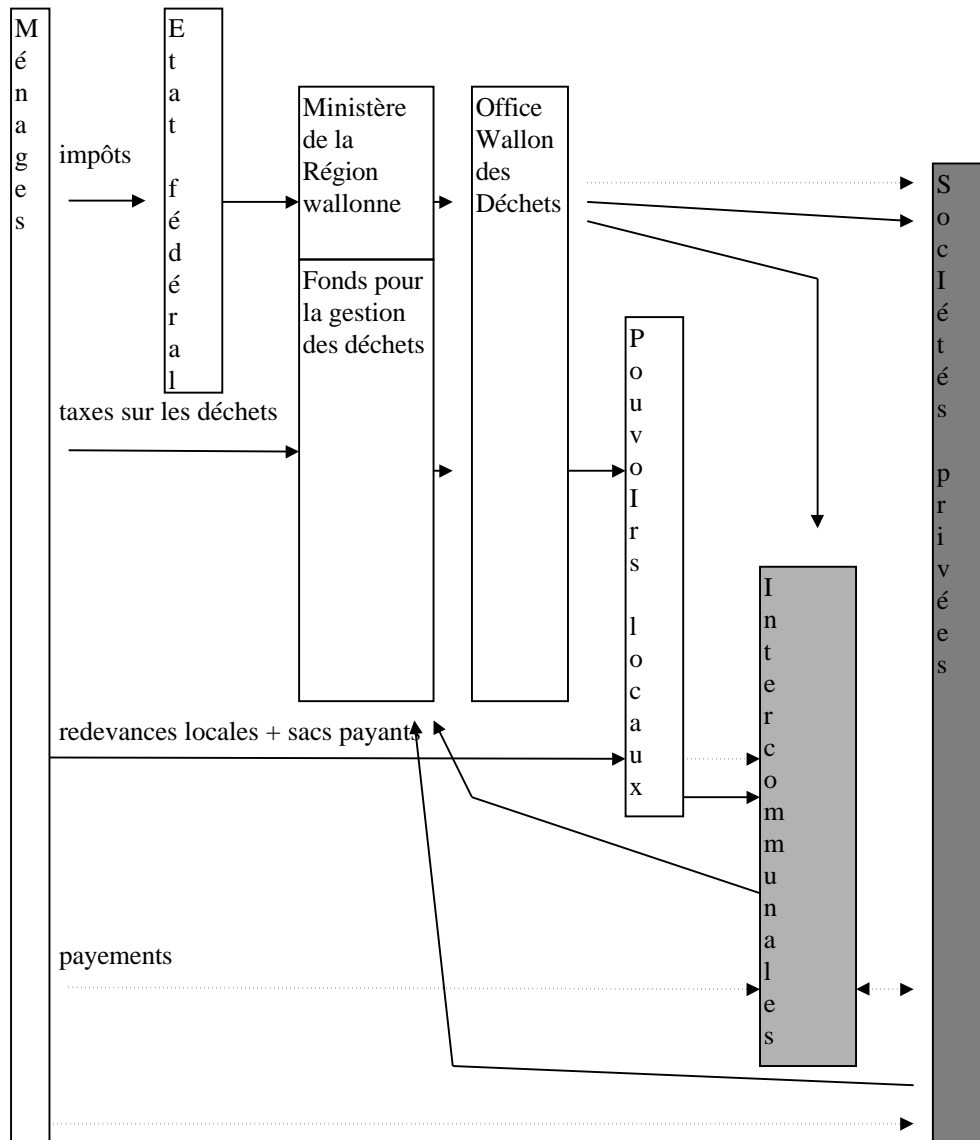 Ménages
Etat fédéral
impôts
Ministère
de la
Région
wallonne
Office
Wallon
des
Déchets
SocIétés privées
Fonds pour
la gestion
des déchets
PouvoIrs locaux
taxes sur les déchets
Intercommunales
redevances locales + sacs payants
payements